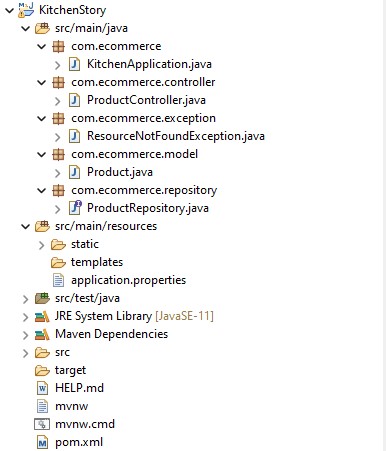 KitchenStory
src/main/java
com.ecommerce
KitchenApplication.java
com.ecommerce.controller
ProductController.java
com.ecommerce.exception
ResourceNotFoundException.java
com.ecommerce.model
Product.java
com.ecommerce.repository
ProductRepository.java
src/main/resources
static
templates
application.properties
src/test/java
JRE System Library [JavaSE-11]
Maven Dependencies
src
target
HELP.md
mvnw
mvnw.cmd
pom.xml